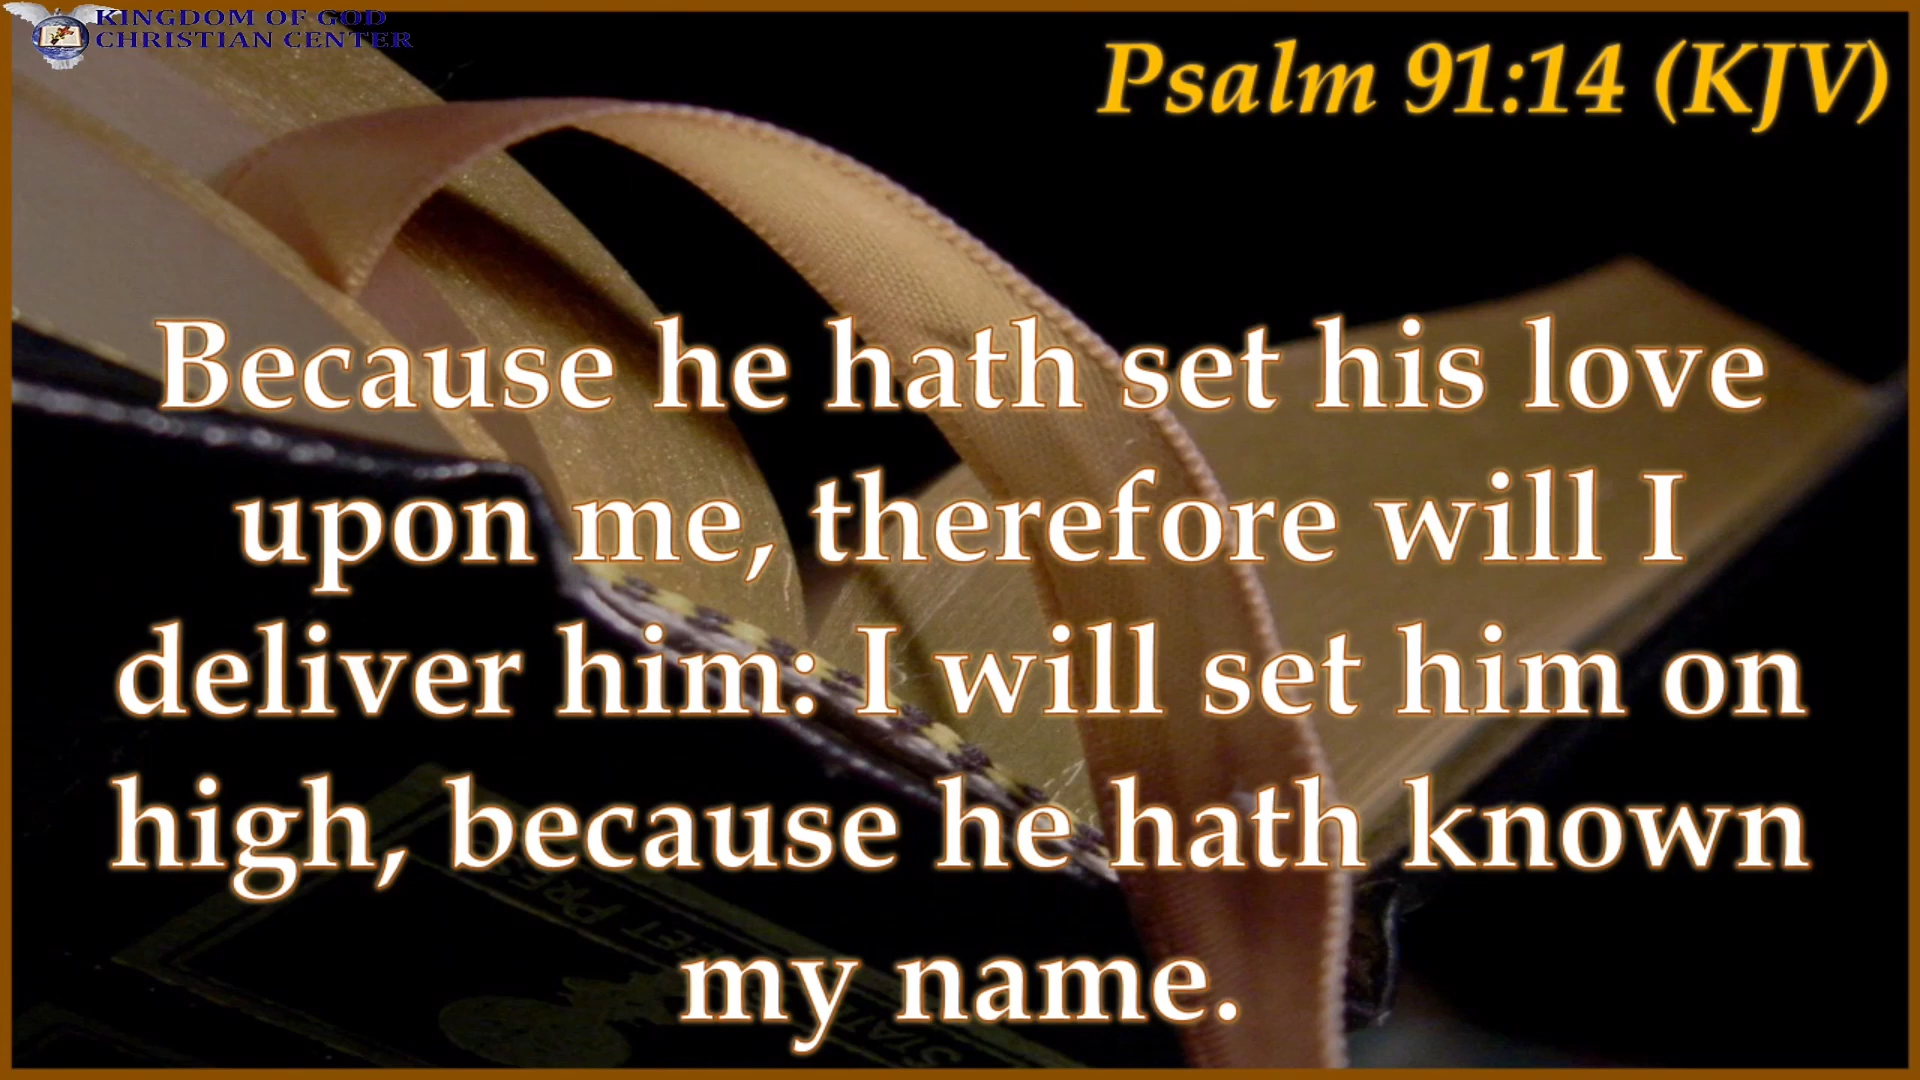 KINGDOM OF GOD
CHRISTIAN CENTER
Psalm 91:14 (KJV)
Because he hath set his love
upon me, therefore will I
deliver him: I will set him on
high, because he hath known
my name.